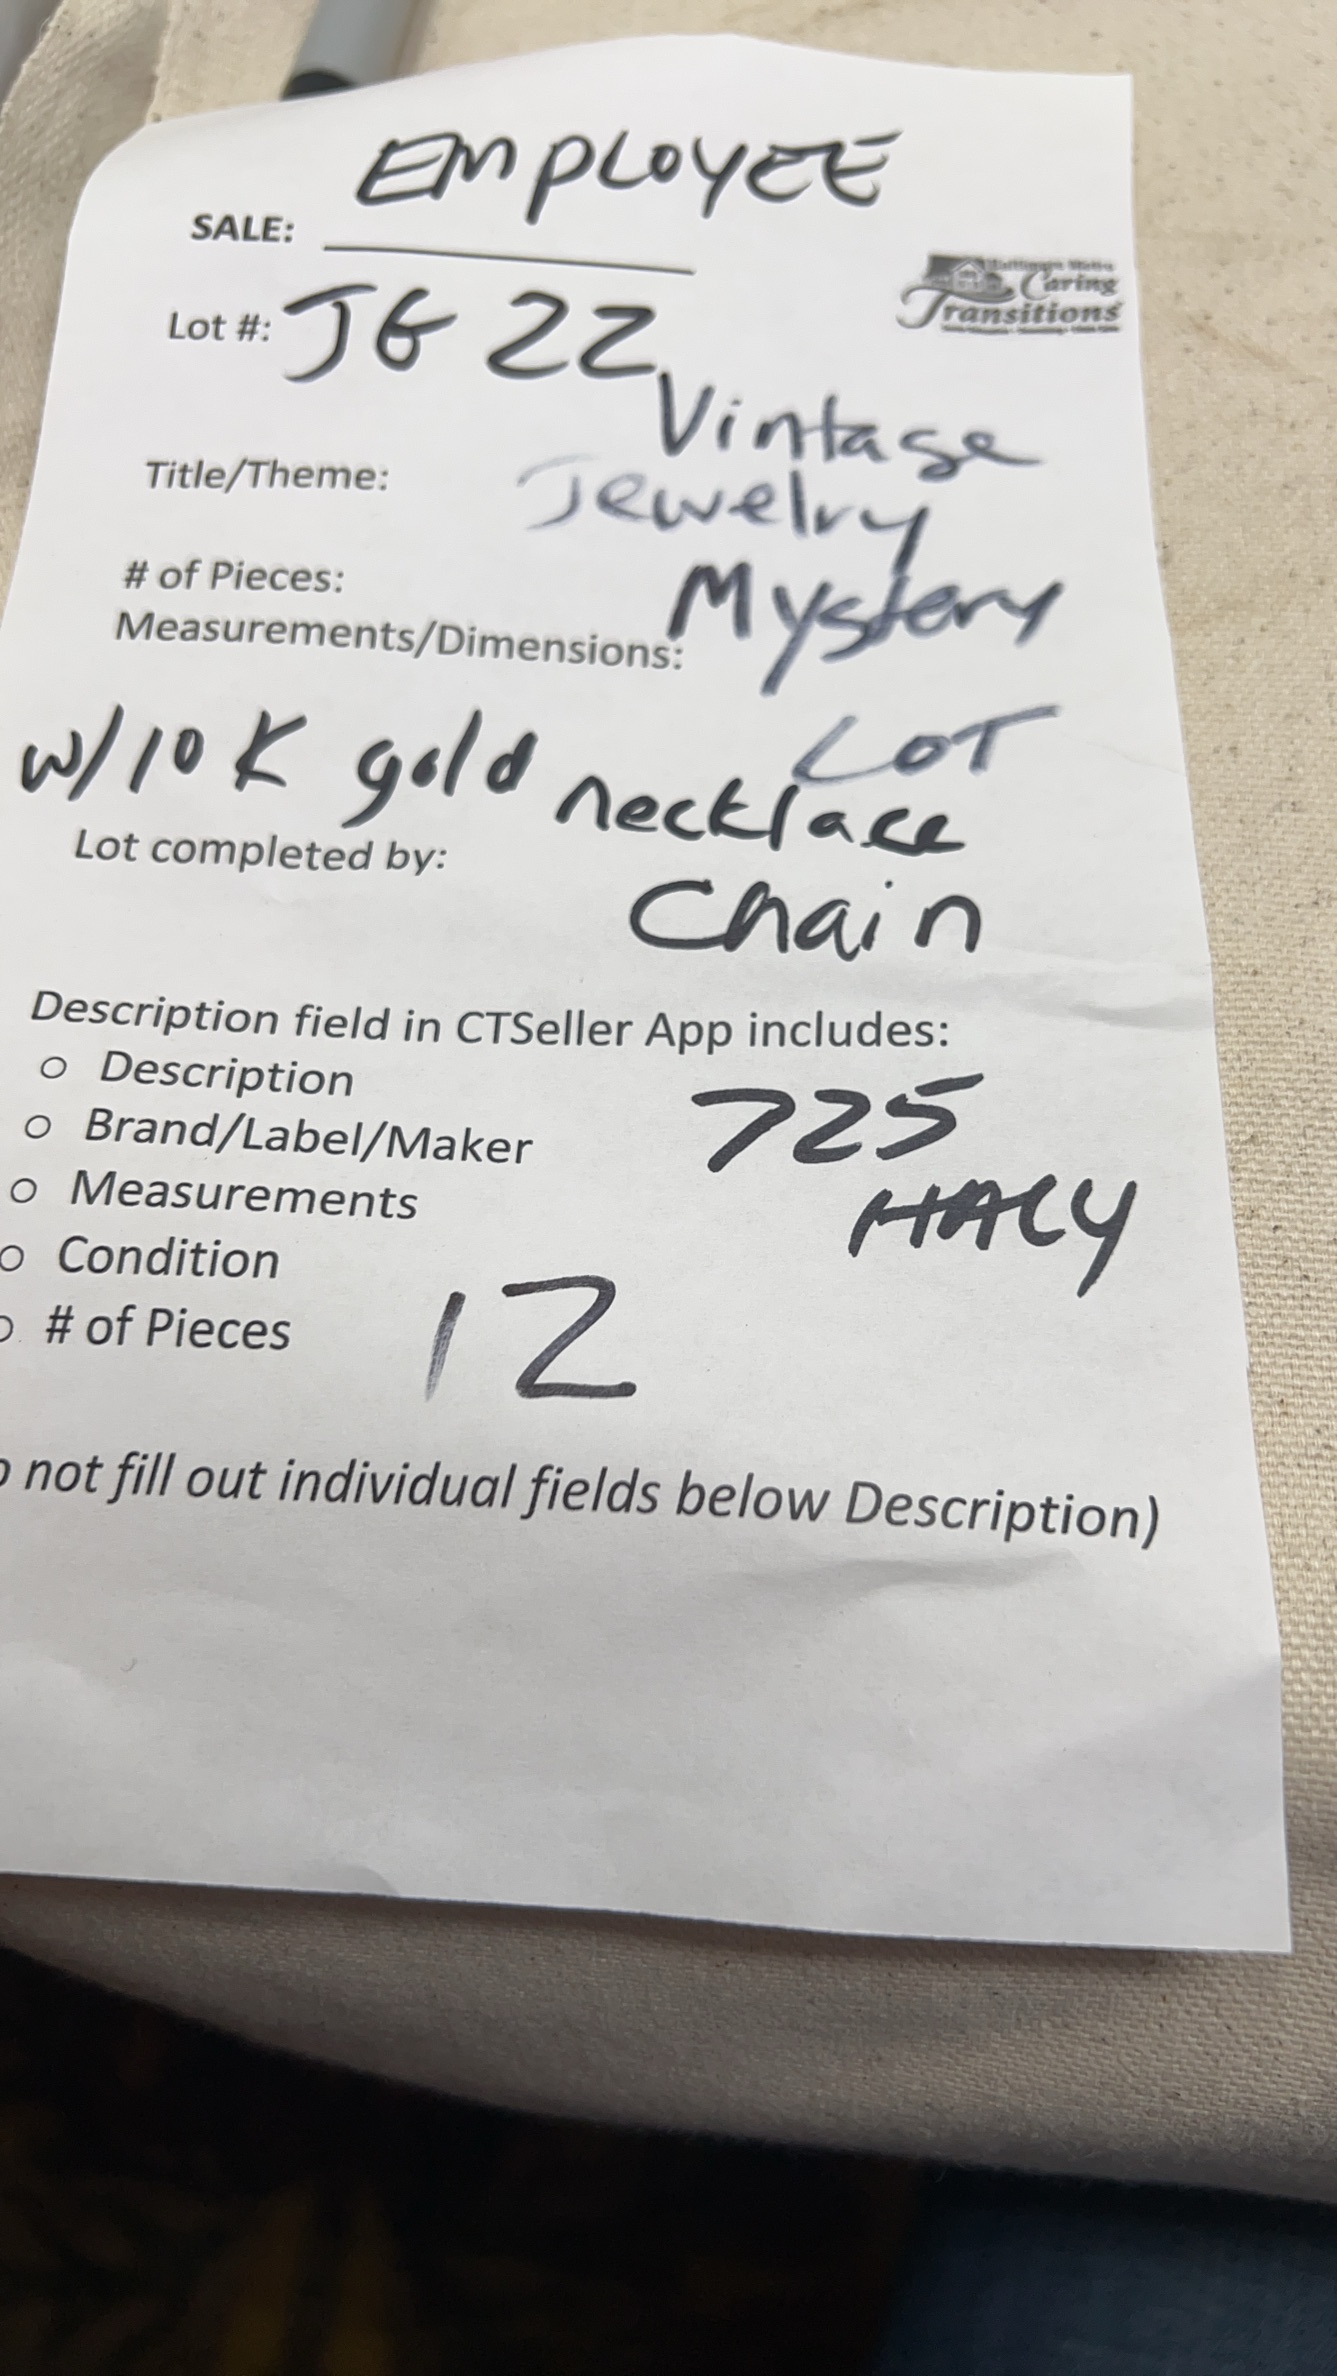 EMPLOYEE
SALE:
Caring
Transitions
Lot #: JG 22
Vintage
Title/Theme: Jewelry
# of Pieces: Mystery
Measurements/Dimensions:
LOT
w/10K gold necklace
Lot completed by:
Chain
Description field in CTSeller App includes:
Description
Brand/Label/Maker 725
Measurements
Condition
# of Pieces 12
not fill out individual fields below Description)